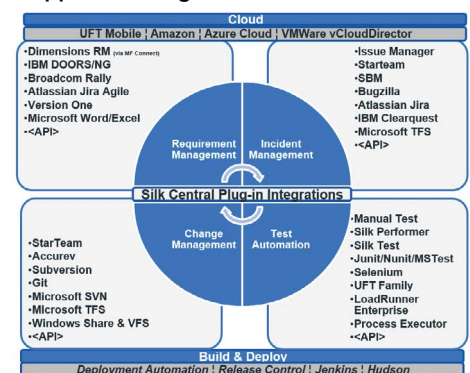 Cloud
UFT Mobile ¦ Amazon ¦ Azure Cloud ¦ VMWare vCloudDirector
•Dimensions RM (via MF Connect)
•IBM DOORS/NG
•Broadcom Rally
•Atlassian Jira Agile
•Version One
•Microsoft Word/Excel
•<API>
•Issue Manager
•Starteam
•SBM
•Bugzilla
•Atlassian Jira
•IBM Clearquest
•Microsoft TFS
•<API>
Requirement
Management
Incident
Management
Silk Central Plug-in Integrations
Change
Management
Test
Automation
•StarTeam
•Accurev
•Subversion
•Git
•Microsoft SVN
•Microsoft TFS
•Windows Share & VFS
•<API>
•Manual Test
•Silk Performer
•Silk Test
•Junit/Nunit/MSTest
•Selenium
•UFT Family
•LoadRunner
Enterprise
•Process Executor
•<API>
Build & Deploy
Deployment Automation ¦ Release Control ¦ Jenkins ¦ Hudson